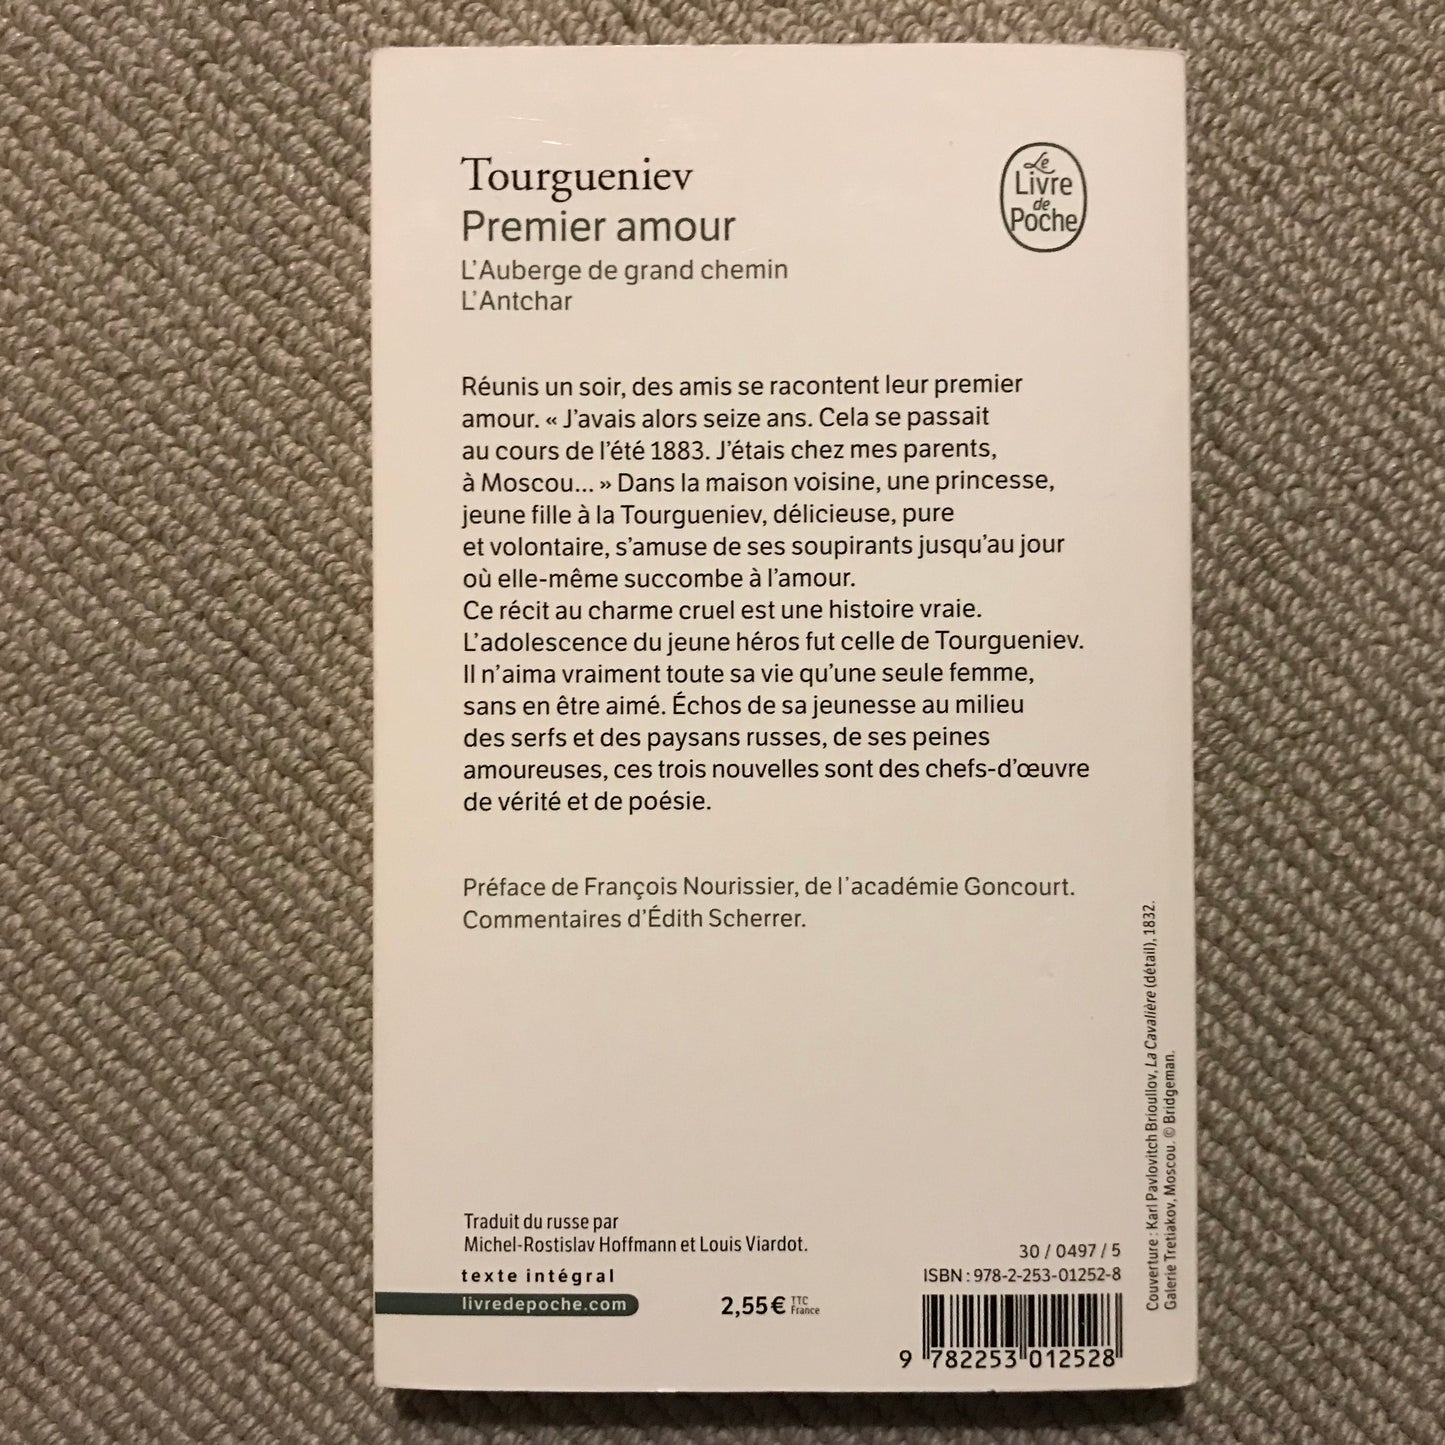 Tourgueniev
Premier amour
L'Auberge de grand chemin
L'Antchar
Le
Livre
de
Poche
Réunis un soir, des amis se racontent leur premier
amour. « J'avais alors seize ans. Cela se passait
au cours de l'été 1883. J'étais chez mes parents,
à Moscou... » Dans la maison voisine, une princesse,
jeune fille à la Tourgueniev, délicieuse, pure
et volontaire, s'amuse de ses soupirants jusqu'au jour
où elle-même succombe à l'amour.
Ce récit au charme cruel est une histoire vraie.
L'adolescence du jeune héros fut celle de Tourgueniev.
Il n'aima vraiment toute sa vie qu'une seule femme,
sans en être aimé. Échos de sa jeunesse au milieu
des serfs et des paysans russes, de ses peines
amoureuses, ces trois nouvelles sont des chefs-d'œuvre
de vérité et de poésie.
Préface de François Nourissier, de l'académie Goncourt.
Commentaires d'Édith Scherrer.
Traduit du russe par
Michel-Rostislav Hoffmann et Louis Viardot.
texte intégral
livredepoche.com
2,55 € TTC
France
30 / 0497 / 5
ISBN : 978-2-253-01252-8
9 782253 012528
Couverture : Karl Pavlovitch Brioullov, La Cavalière (détail), 1832.
Galerie Tretiakov, Moscou. © Bridgeman.